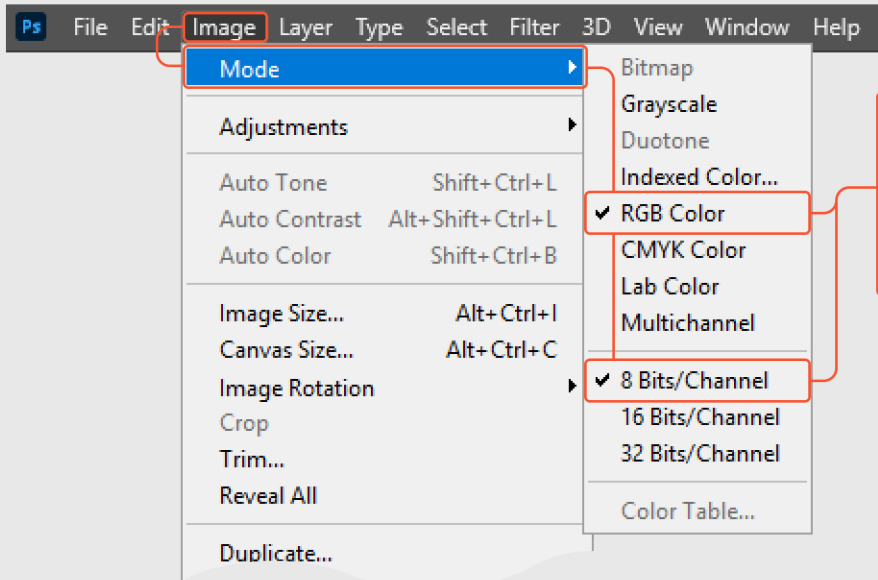 Ps File Edit Image Layer Type Select Filter 3D View Window Help
Mode
Adjustments
Auto Tone Shift+Ctrl+L
Auto Contrast Alt+Shift+Ctrl+L
Auto Color Shift+Ctrl+B
Image Size... Alt+Ctrl+I
Canvas Size... Alt+Ctrl+C
Image Rotation
Crop
Trim...
Reveal All
Duplicate...
Bitmap
Grayscale
Duotone
Indexed Color...
RGB Color
CMYK Color
Lab Color
Multichannel
8 Bits/Channel
16 Bits/Channel
32 Bits/Channel
Color Table...